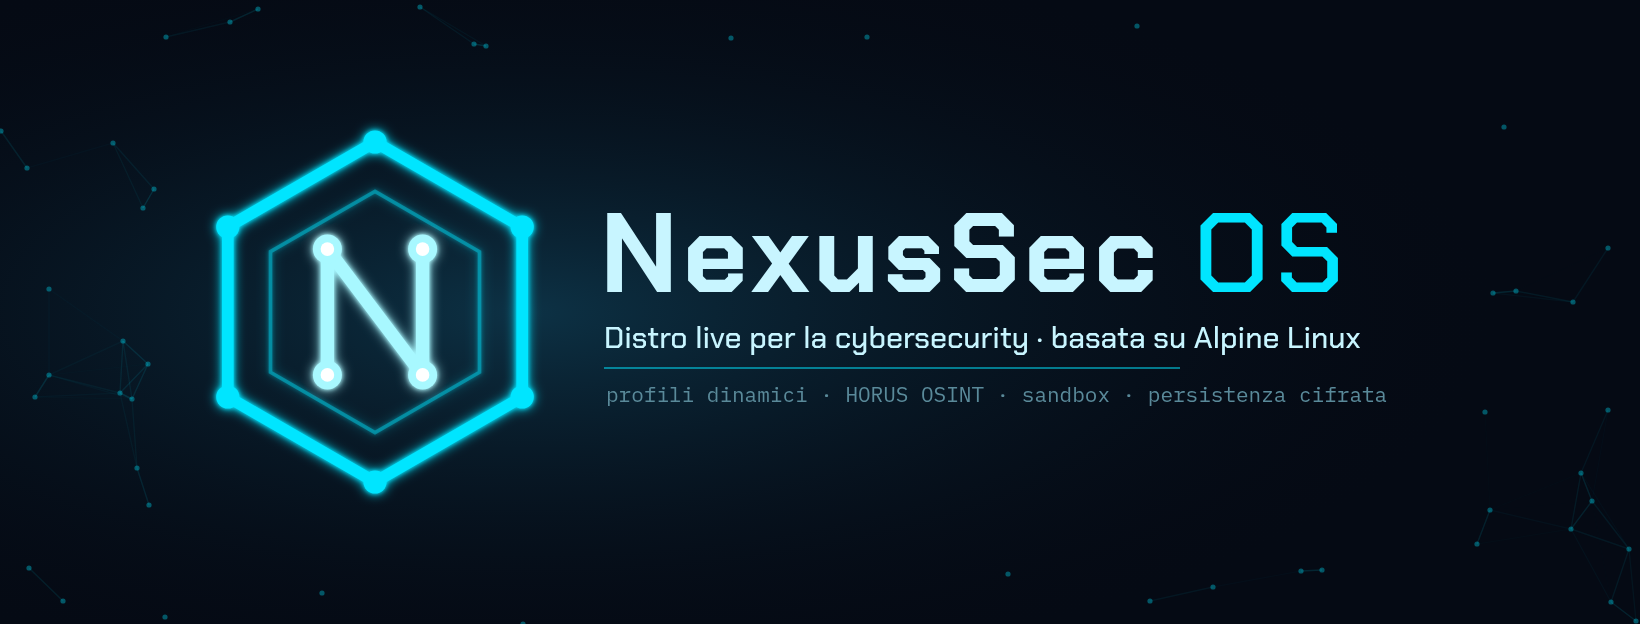 N
NexusSec OS
Distro live per la cybersecurity · basata su Alpine Linux
profili dinamici · HORUS OSINT · sandbox · persistenza cifrata